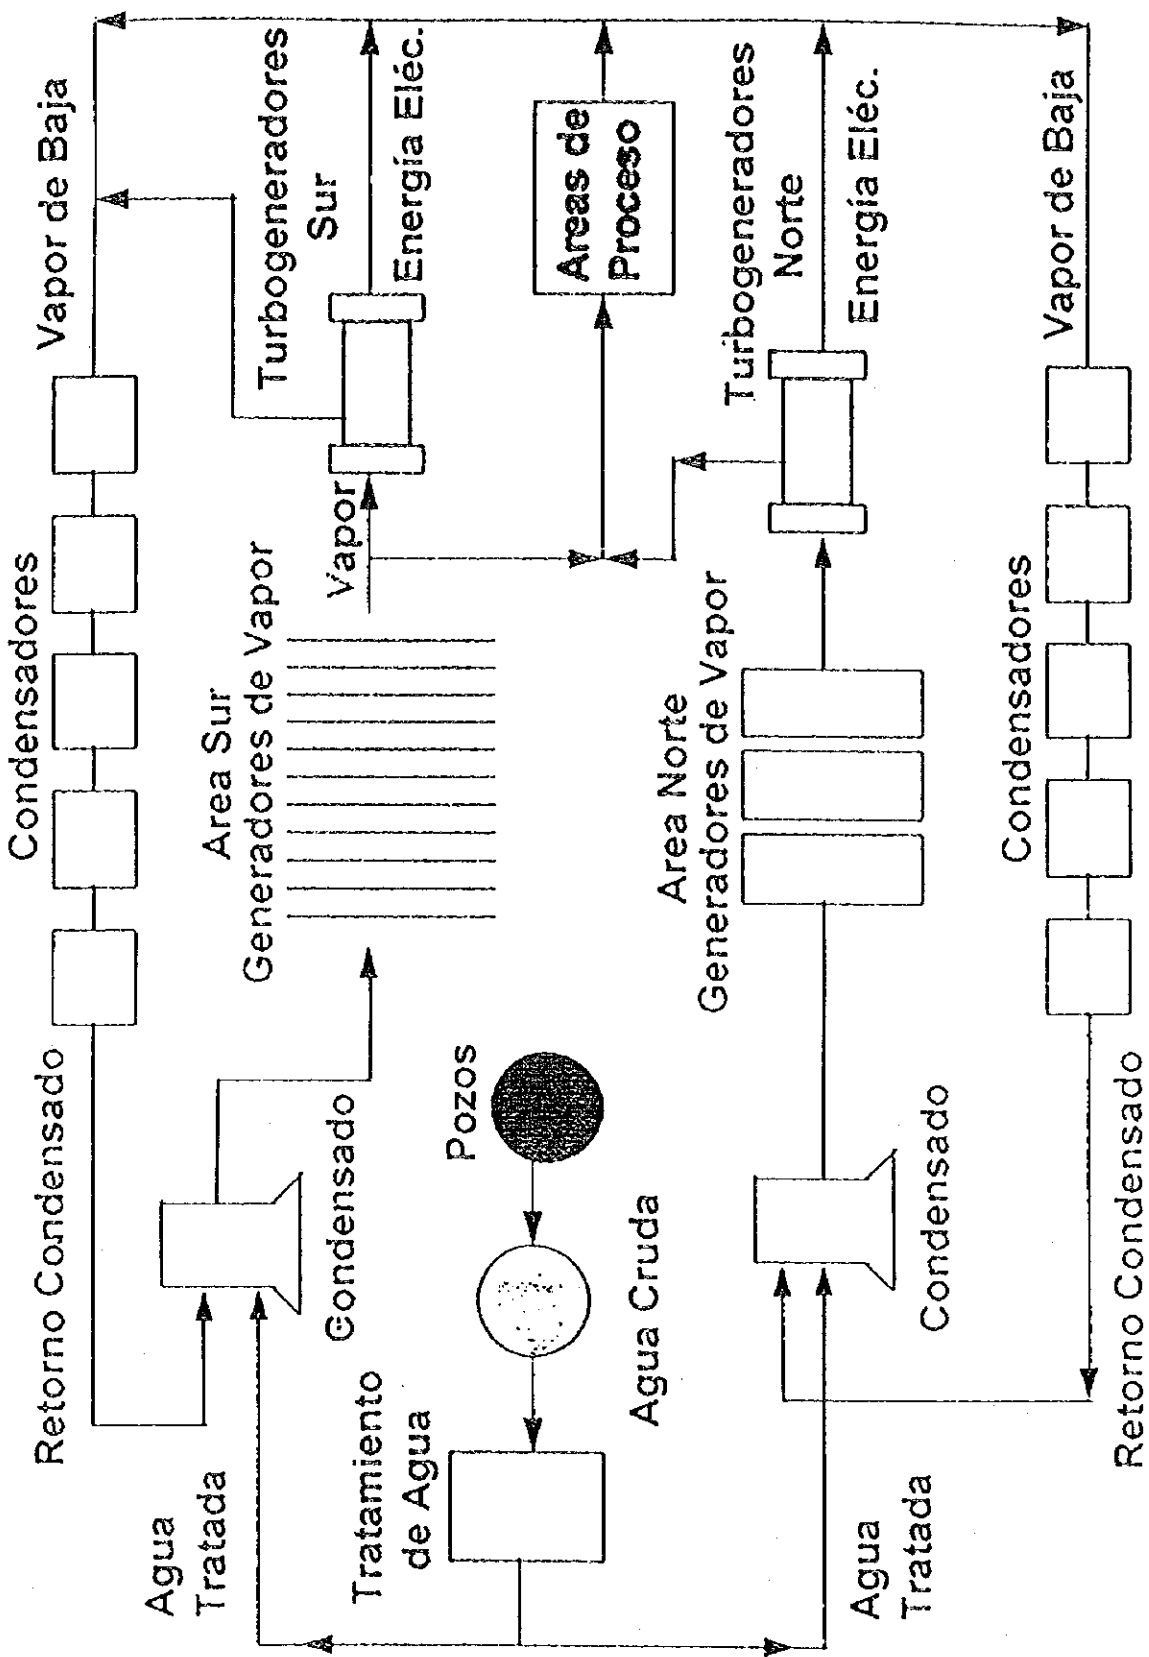 Condensadores
Retorno Condensado
Vapor de Baja
Agua
Tratada
Area Sur
Generadores de Vapor
Turbogeneradores
Sur
Condensado
Vapor
Energía Eléc.
Tratamiento
de Agua
Pozos
Areas de
Proceso
Agua Cruda
Area Norte
Generadores de Vapor
Turbogeneradores
Norte
Agua
Tratada
Condensado
Energía Eléc.
Condensadores
Vapor de Baja
Retorno Condensado